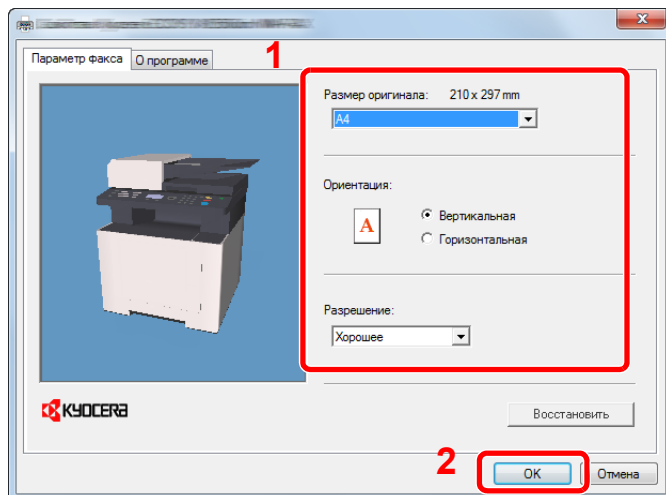 Параметр факса
О программе
1
Размер оригинала: 210 x 297 mm
A4
Ориентация:
A
Вертикальная
Горизонтальная
Разрешение:
Хорошее
KYOCERA
Восстановить
2
OK
Отмена